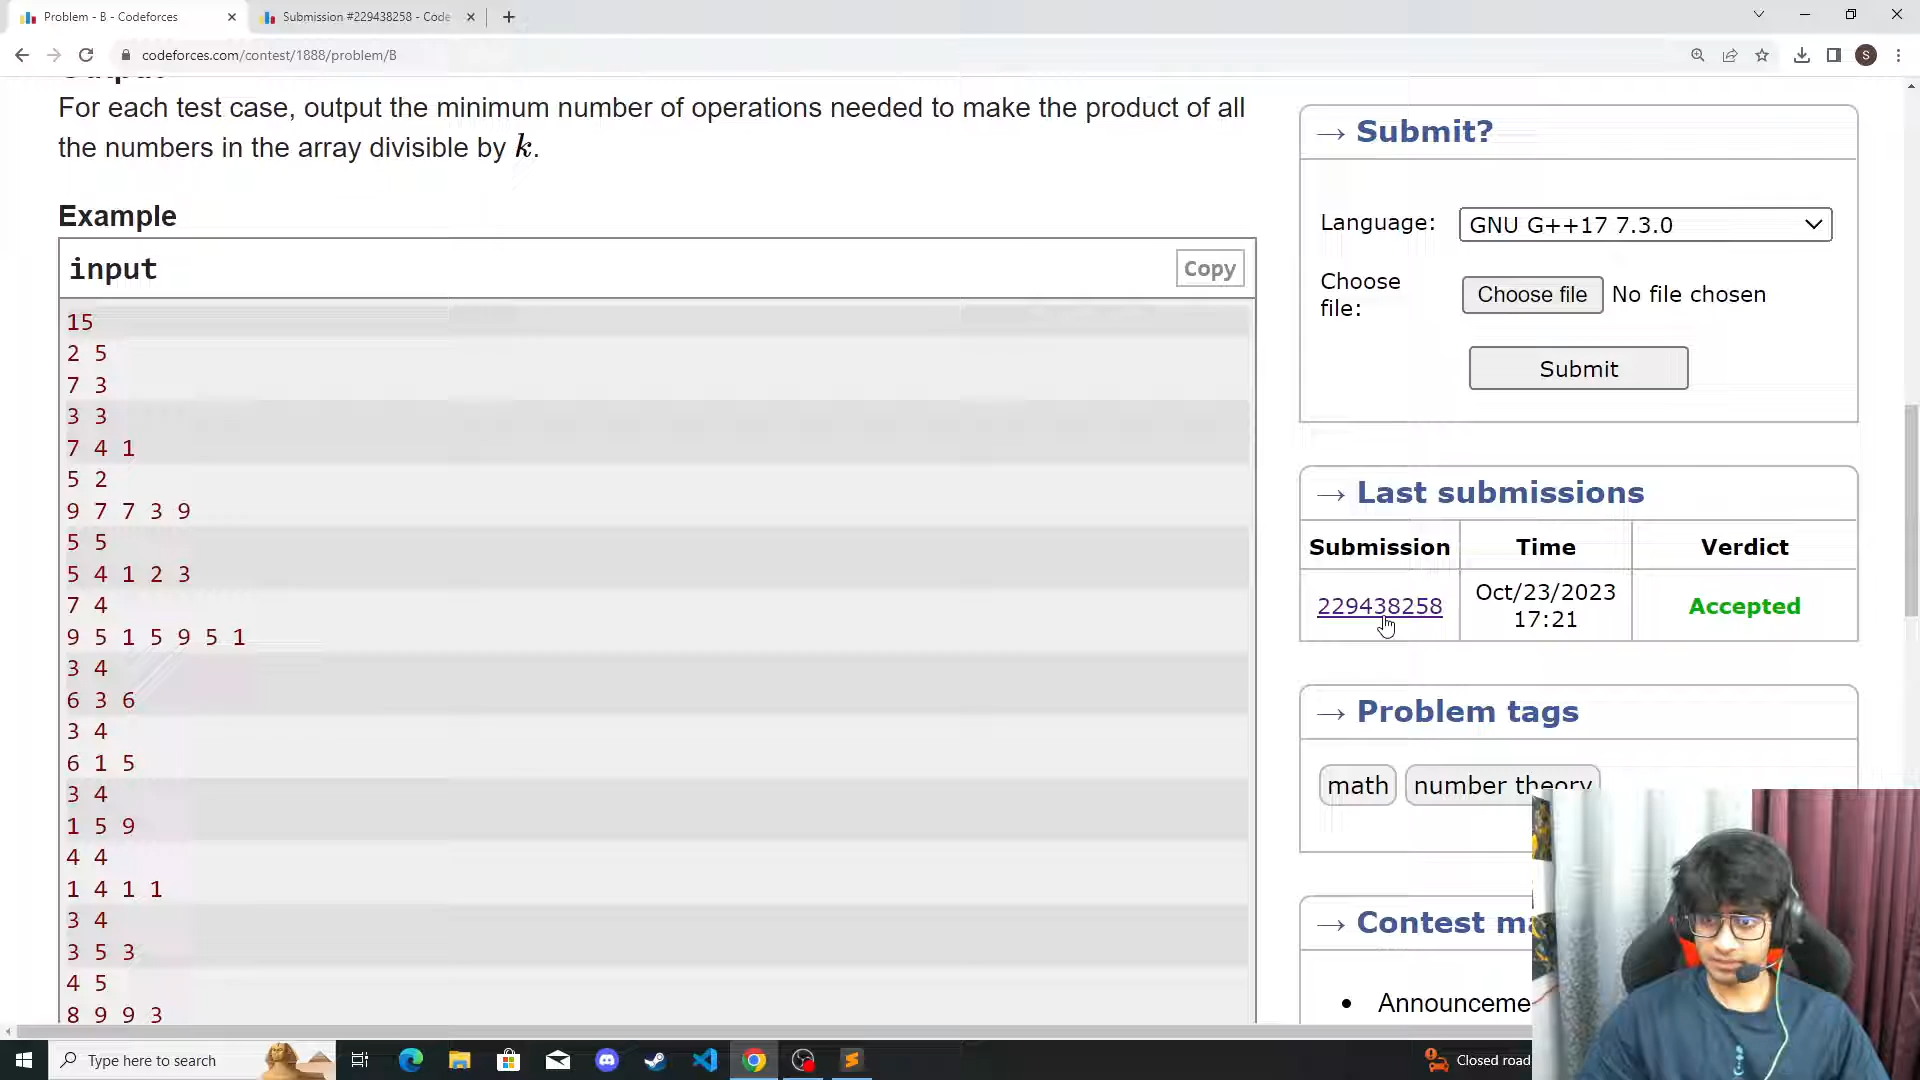 Problem - B - Codeforces
Submission #229438258 - Code
codeforces.com/contest/1888/problem/B
S
For each test case, output the minimum number of operations needed to make the product of all
the numbers in the array divisible by k.
Example
input
Copy
15
2 5
7 3
3 3
7 4 1
5 2
9 7 7 3 9
5 5
5 4 1 2 3
7 4
9 5 1 5 9 5 1
3 4
6 3 6
3 4
6 1 5
3 4
1 5 9
4 4
1 4 1 1
3 4
3 5 3
4 5
8 9 9 3
→ Submit?
Language:
GNU G++17 7.3.0
Choose
file:
Choose file
No file chosen
Submit
→ Last submissions
Submission Time Verdict
229438258
Oct/23/2023
17:21
Accepted
→ Problem tags
math
number theory
→ Contest ma
• Announceme
Type here to search
Closed road